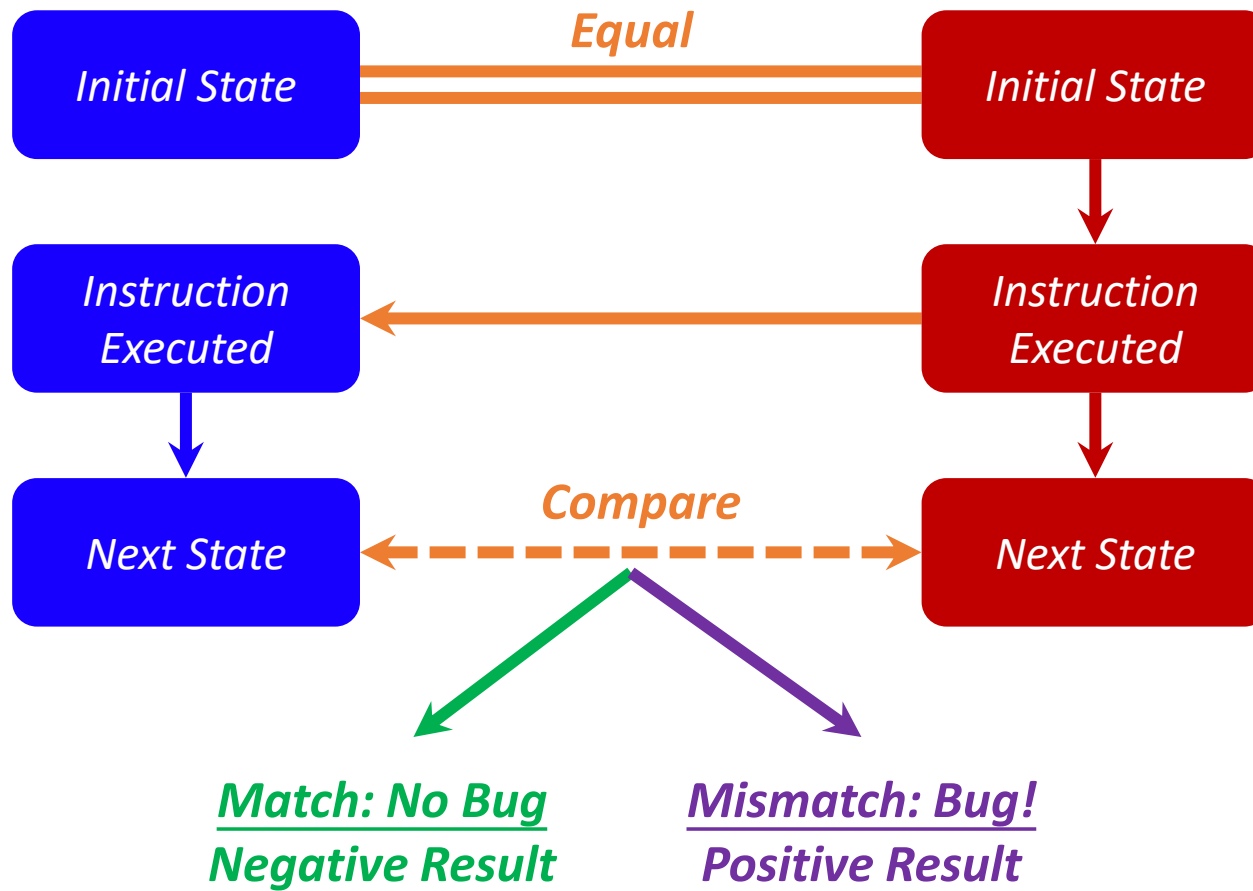 Equal
Initial State
Initial State
Instruction
Executed
Instruction
Executed
Compare
Next State
Next State
Match: No Bug
Negative Result
Mismatch: Bug!
Positive Result